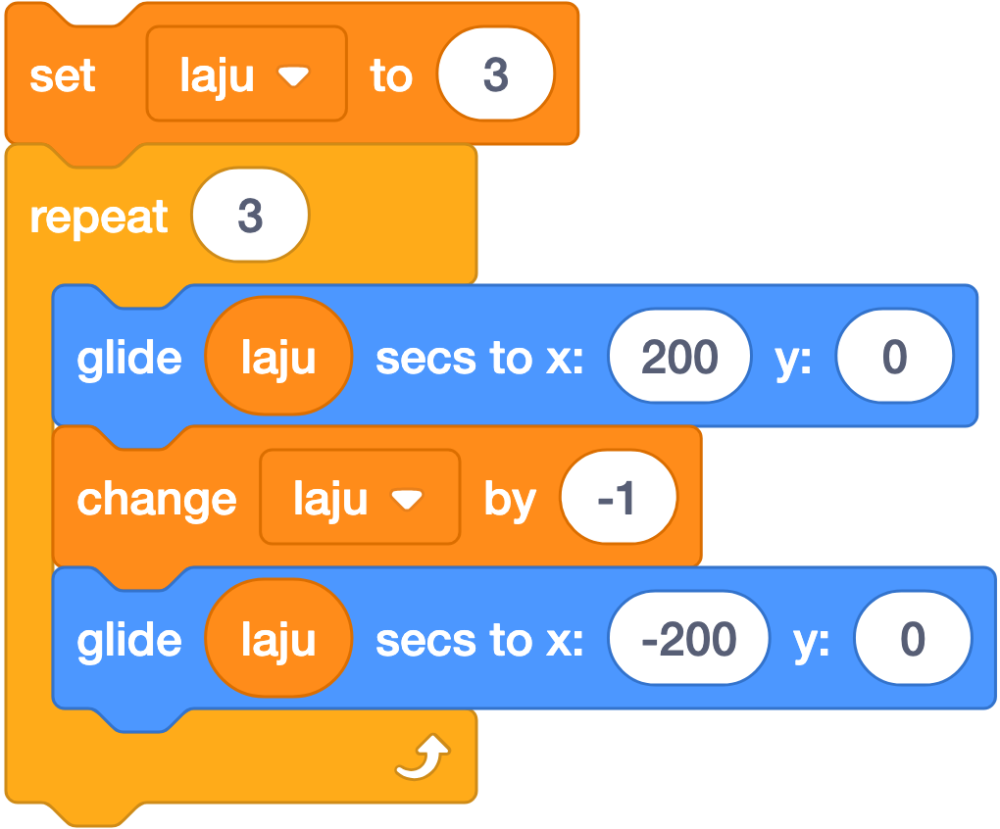 set laju to 3
repeat 3
glide laju secs to x: 200 y: 0
change laju by -1
glide laju secs to x: -200 y: 0